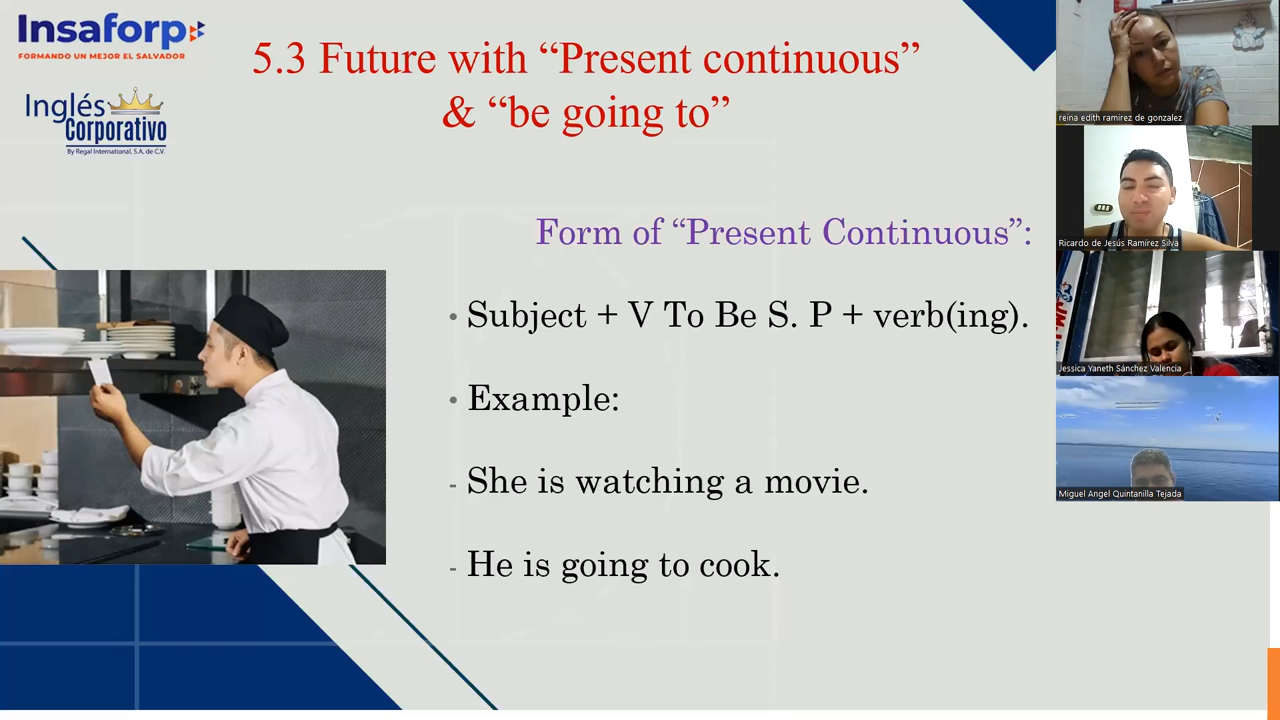 Insaforp
FORMANDO UN MEJOR EL SALVADOR
Inglés
Corporativo
By Regal International, S.A. de C.V.
5.3 Future with “Present continuous”
& “be going to”
Form of “Present Continuous”:
• Subject + V To Be S. P + verb(ing).
• Example:
- She is watching a movie.
- He is going to cook.
reina edith ramirez de gonzalez
Ricardo de Jesús Ramírez Silva
Jessica Yaneth Sánchez Valencia
Miguel Angel Quintanilla Tejada